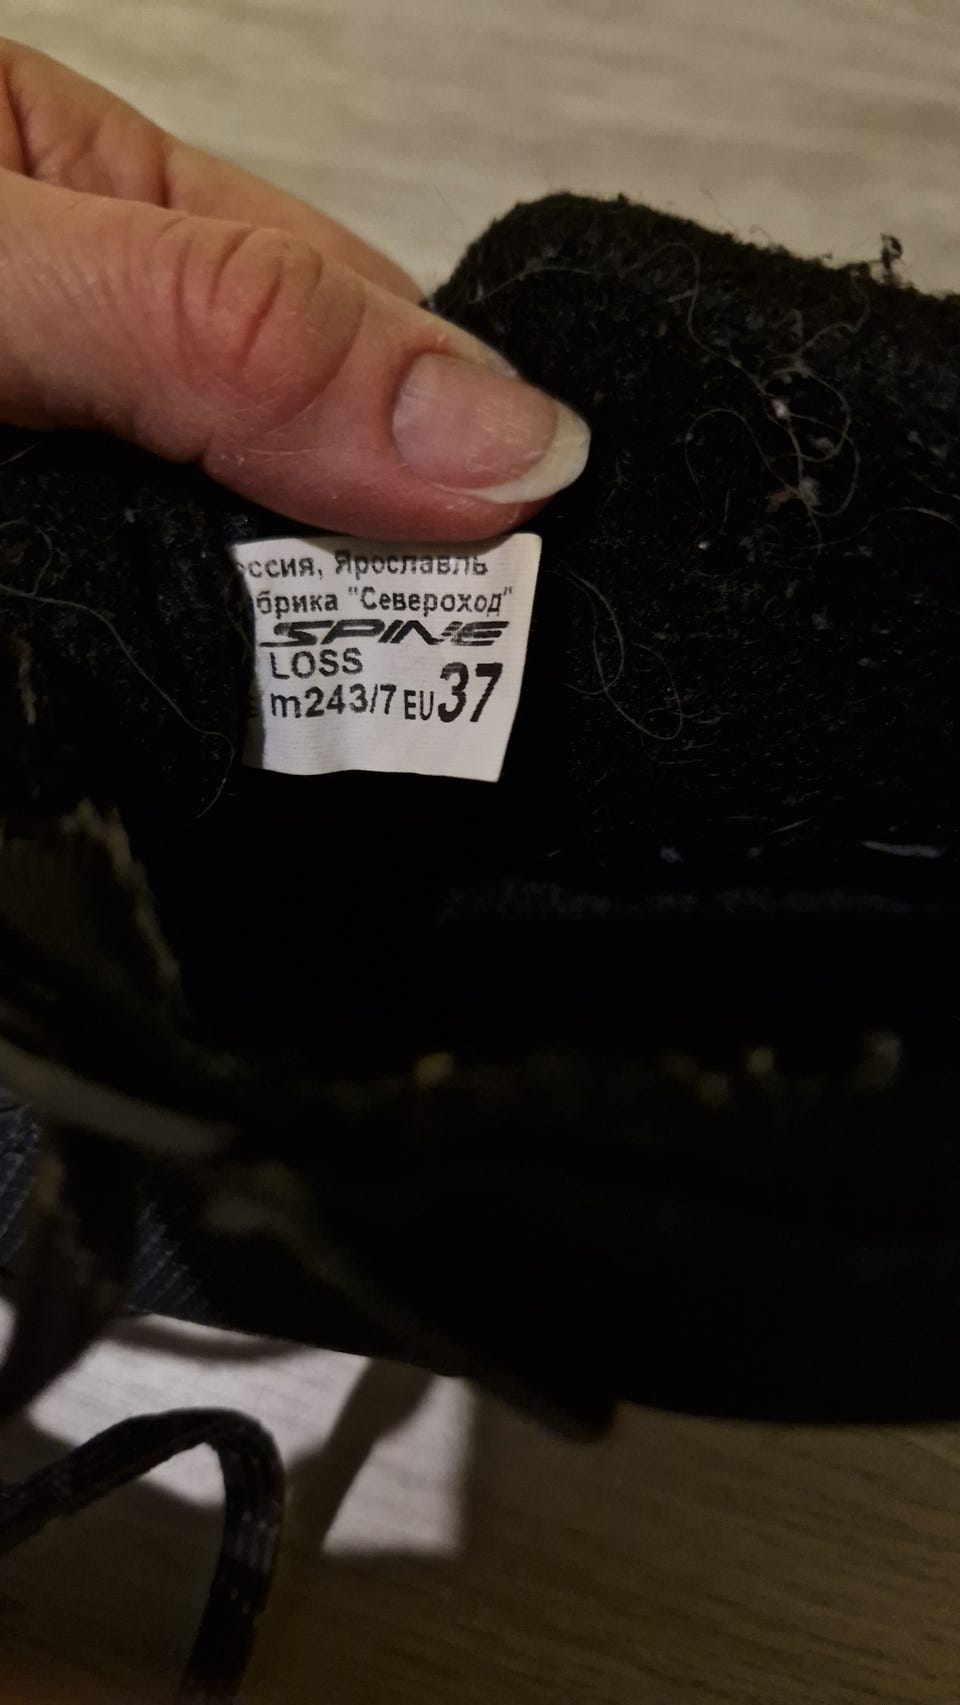 оссия, Ярославль
брика "Североход"
SPINE
LOSS
m243/7 EU 37